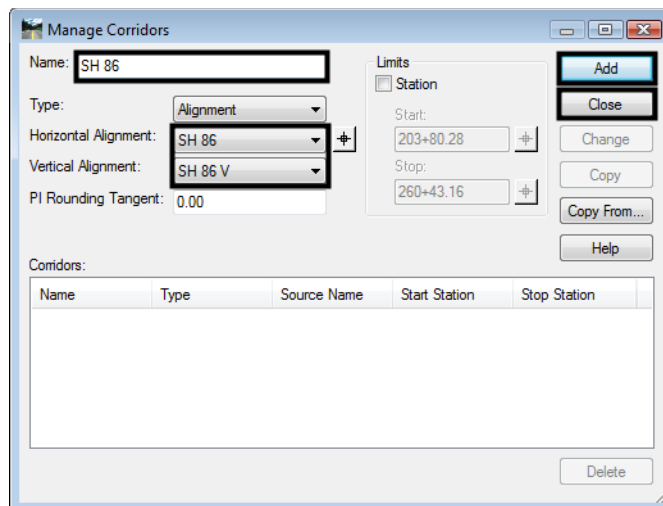 Manage Corridors
Name: SH 86
Type: Alignment
Horizontal Alignment: SH 86
Vertical Alignment: SH 86 V
PI Rounding Tangent: 0.00
Limits
Station
Start:
203+80.28
Stop:
260+43.16
Add
Close
Change
Copy
Copy From...
Help
Corridors:
Name Type Source Name Start Station Stop Station
Delete